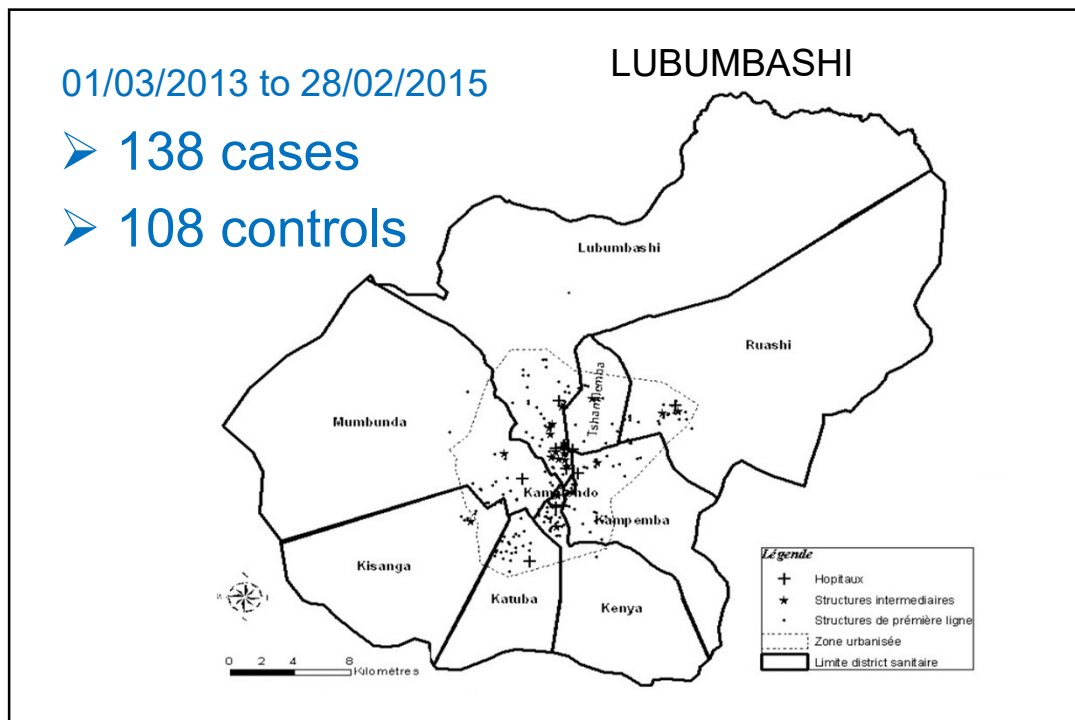 01/03/2013 to 28/02/2015
LUBUMBASHI
➤ 138 cases
➤ 108 controls
Lubumbashi
Ruashi
Tshamilemba
Mumbunda
Kampemba
Kisanga
Katuba
Kenya
Légende
Hopitaux
Structures intermediaires
Structures de prémière ligne
Zone urbanisée
Limite district sanitaire
0 2 4 8
Kilomètres